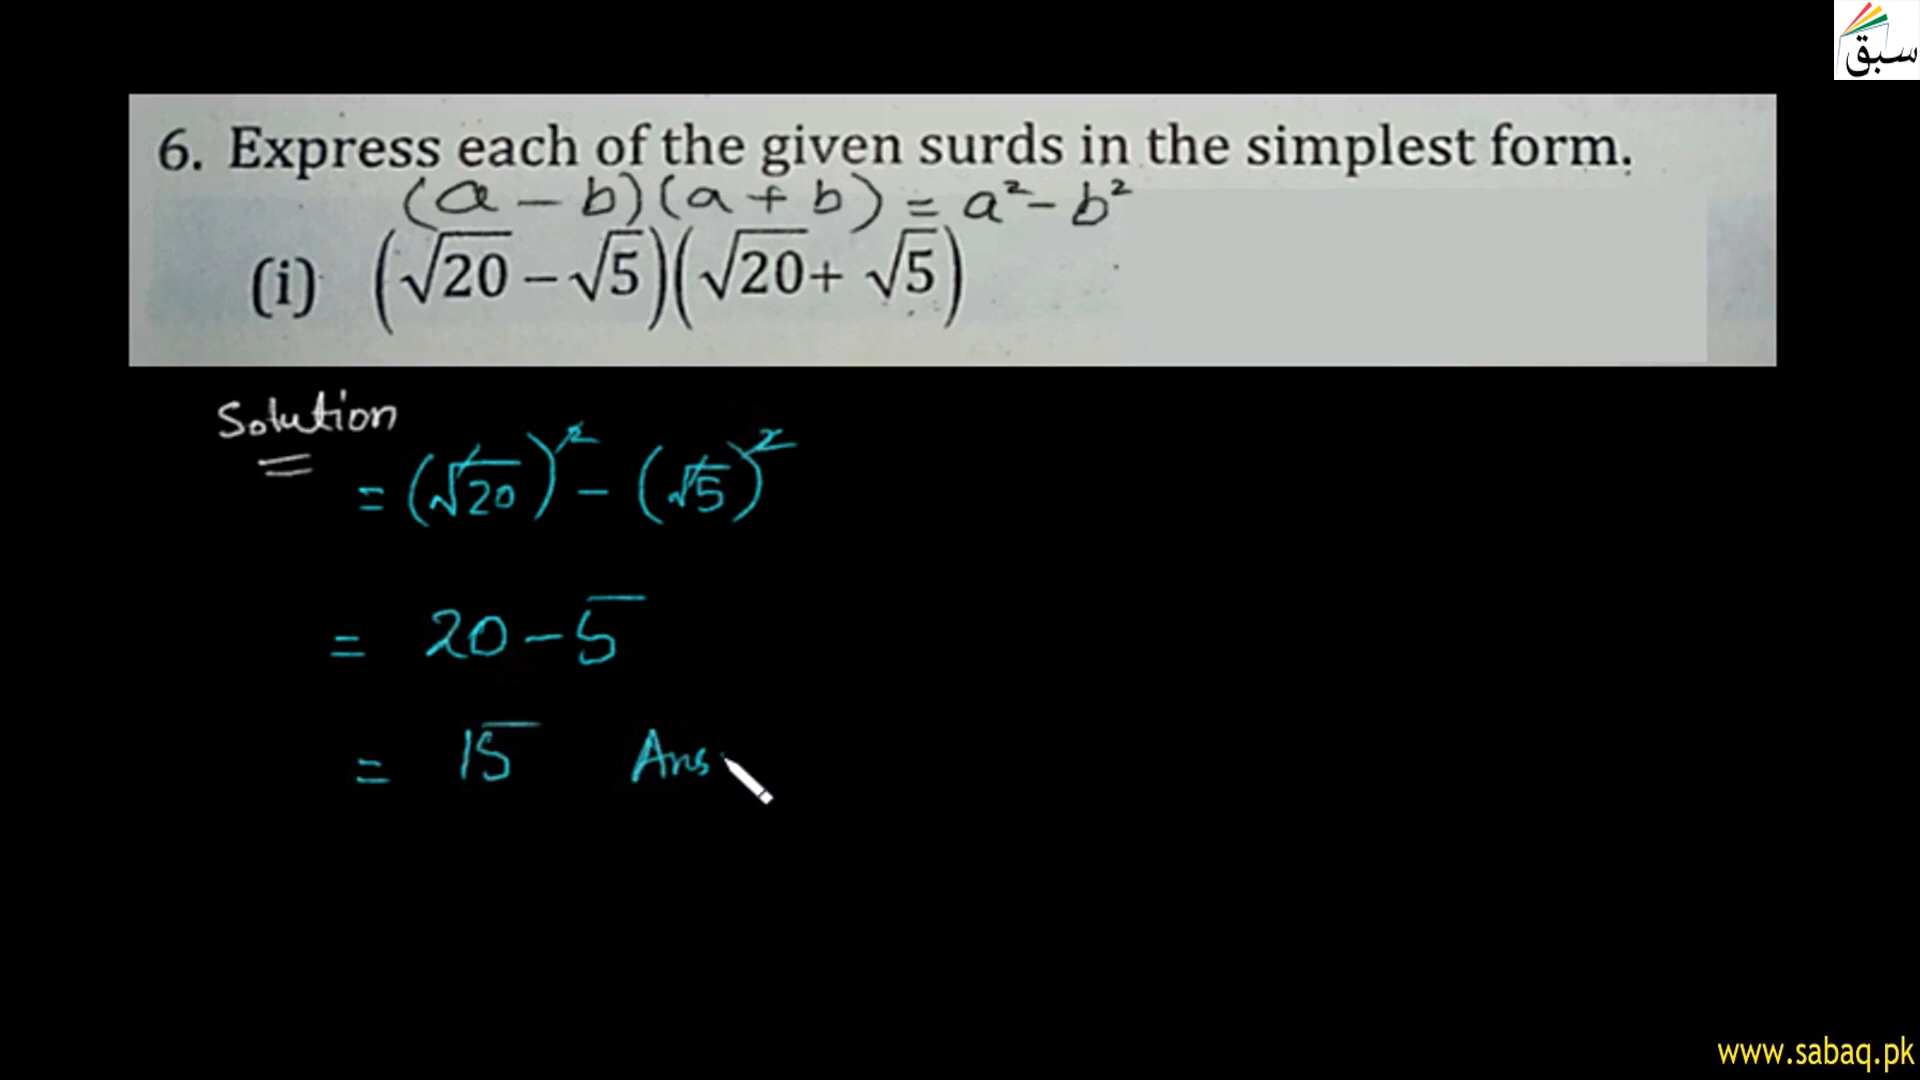 سبق
6. Express each of the given surds in the simplest form.
(a - b)(a + b) = a² - b²
(i) (√20 - √5)(√20+ √5)
Solution
= (√20)² - (√5)²
= 20 - 5
= 15 Ans
www.sabaq.pk